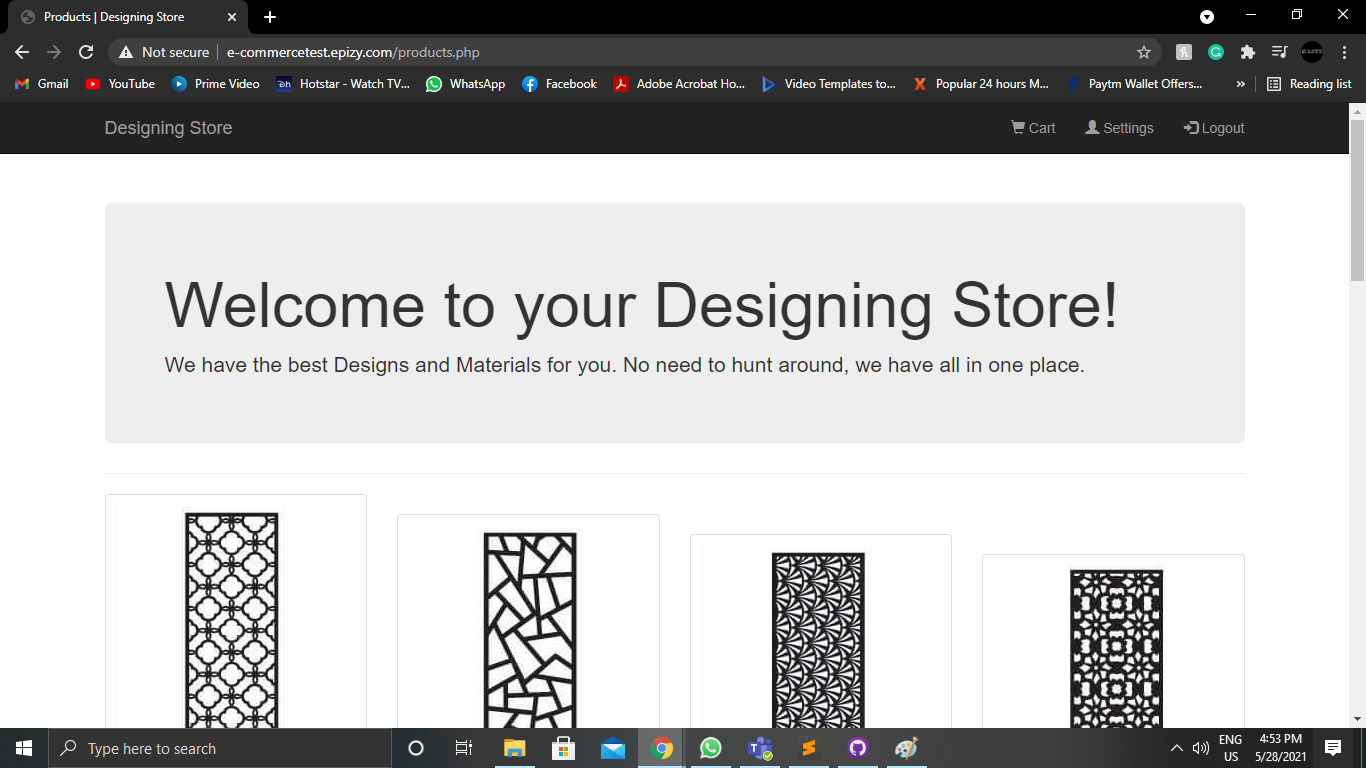 Products | Designing Store
Not secure e-commercetest.epizy.com/products.php
Gmail YouTube Prime Video Hotstar - Watch TV... WhatsApp Facebook Adobe Acrobat Ho... Video Templates to... Popular 24 hours M... Paytm Wallet Offers... » Reading list
Designing Store Cart Settings Logout
Welcome to your Designing Store!
We have the best Designs and Materials for you. No need to hunt around, we have all in one place.
Type here to search
ENG 4:53 PM
US 5/28/2021